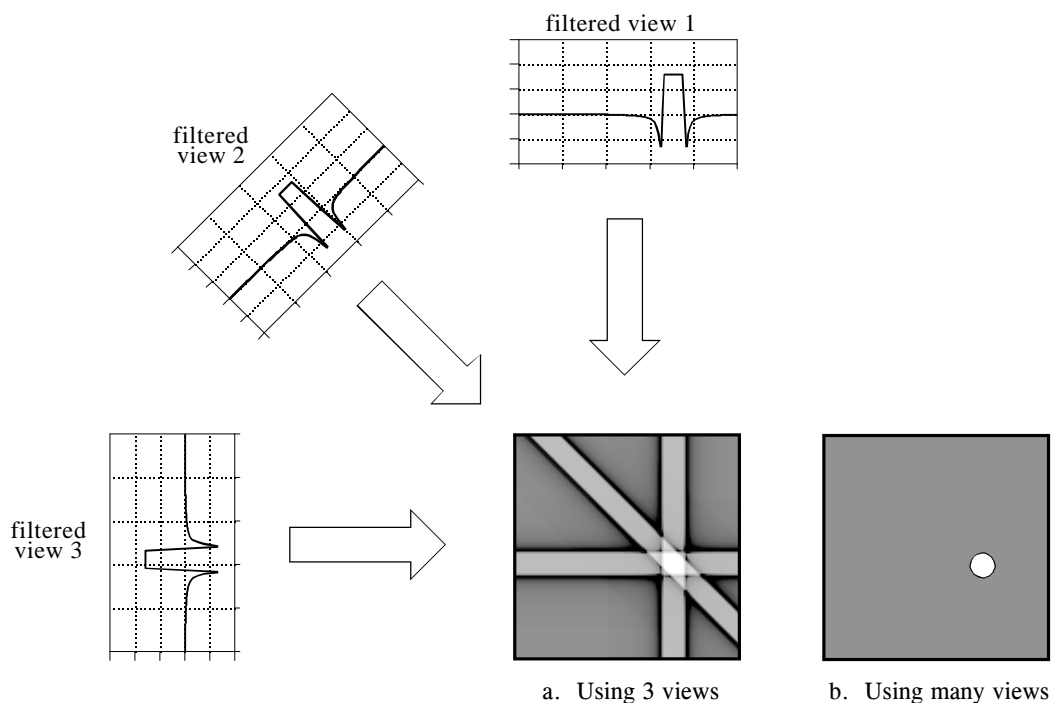 filtered view 1
filtered
view 2
filtered
view 3
a. Using 3 views
b. Using many views